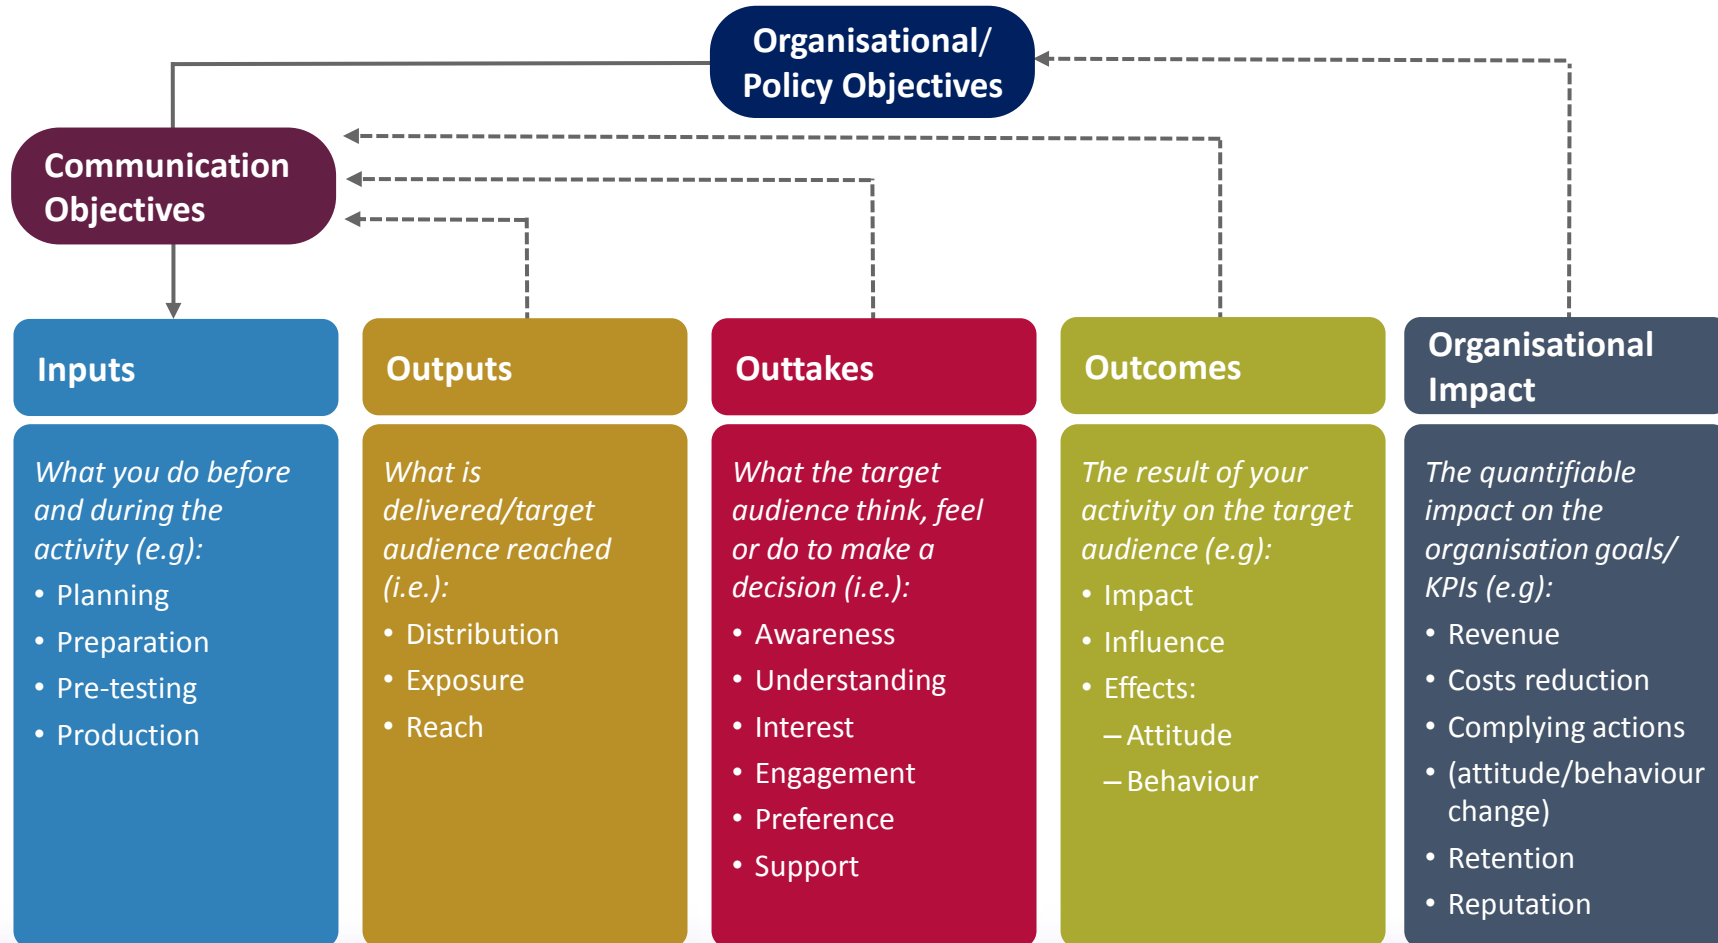 Organisational/
Policy Objectives
Communication
Objectives
Inputs
What you do before
and during the
activity (e.g):
• Planning
• Preparation
• Pre-testing
• Production
Outputs
What is
delivered/target
audience reached
(i.e.):
• Distribution
• Exposure
• Reach
Outtakes
What the target
audience think, feel
or do to make a
decision (i.e.):
• Awareness
• Understanding
• Interest
• Engagement
• Preference
• Support
Outcomes
The result of your
activity on the target
audience (e.g):
• Impact
• Influence
• Effects:
– Attitude
– Behaviour
Organisational
Impact
The quantifiable
impact on the
organisation goals/
KPIs (e.g):
• Revenue
• Costs reduction
• Complying actions
• (attitude/behaviour
change)
• Retention
• Reputation